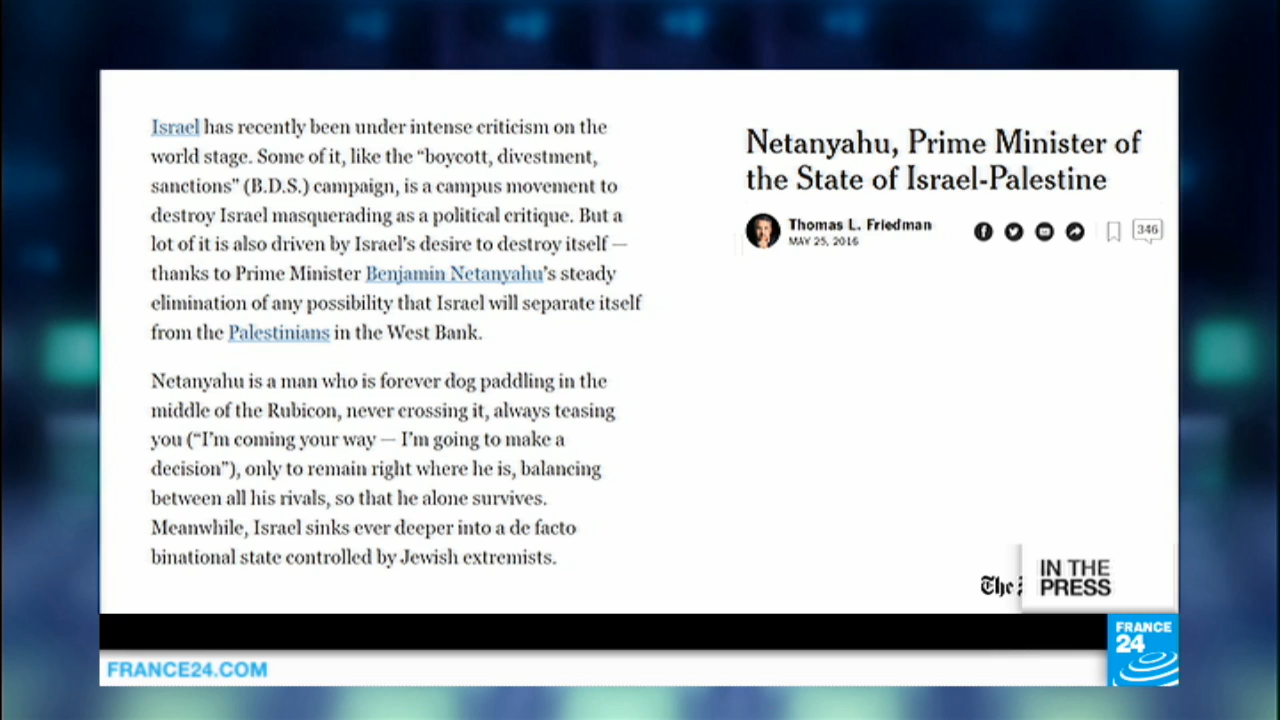 Israel has recently been under intense criticism on the
world stage. Some of it, like the “boycott, divestment,
sanctions” (B.D.S.) campaign, is a campus movement to
destroy Israel masquerading as a political critique. But a
lot of it is also driven by Israel’s desire to destroy itself —
thanks to Prime Minister Benjamin Netanyahu’s steady
elimination of any possibility that Israel will separate itself
from the Palestinians in the West Bank.
Netanyahu is a man who is forever dog paddling in the
middle of the Rubicon, never crossing it, always teasing
you (“I’m coming your way — I’m going to make a
decision”), only to remain right where he is, balancing
between all his rivals, so that he alone survives.
Meanwhile, Israel sinks ever deeper into a de facto
binational state controlled by Jewish extremists.
Netanyahu, Prime Minister of
the State of Israel-Palestine
Thomas L. Friedman
MAY 25, 2016
346
The
IN THE
PRESS
FRANCE
24
FRANCE24.COM